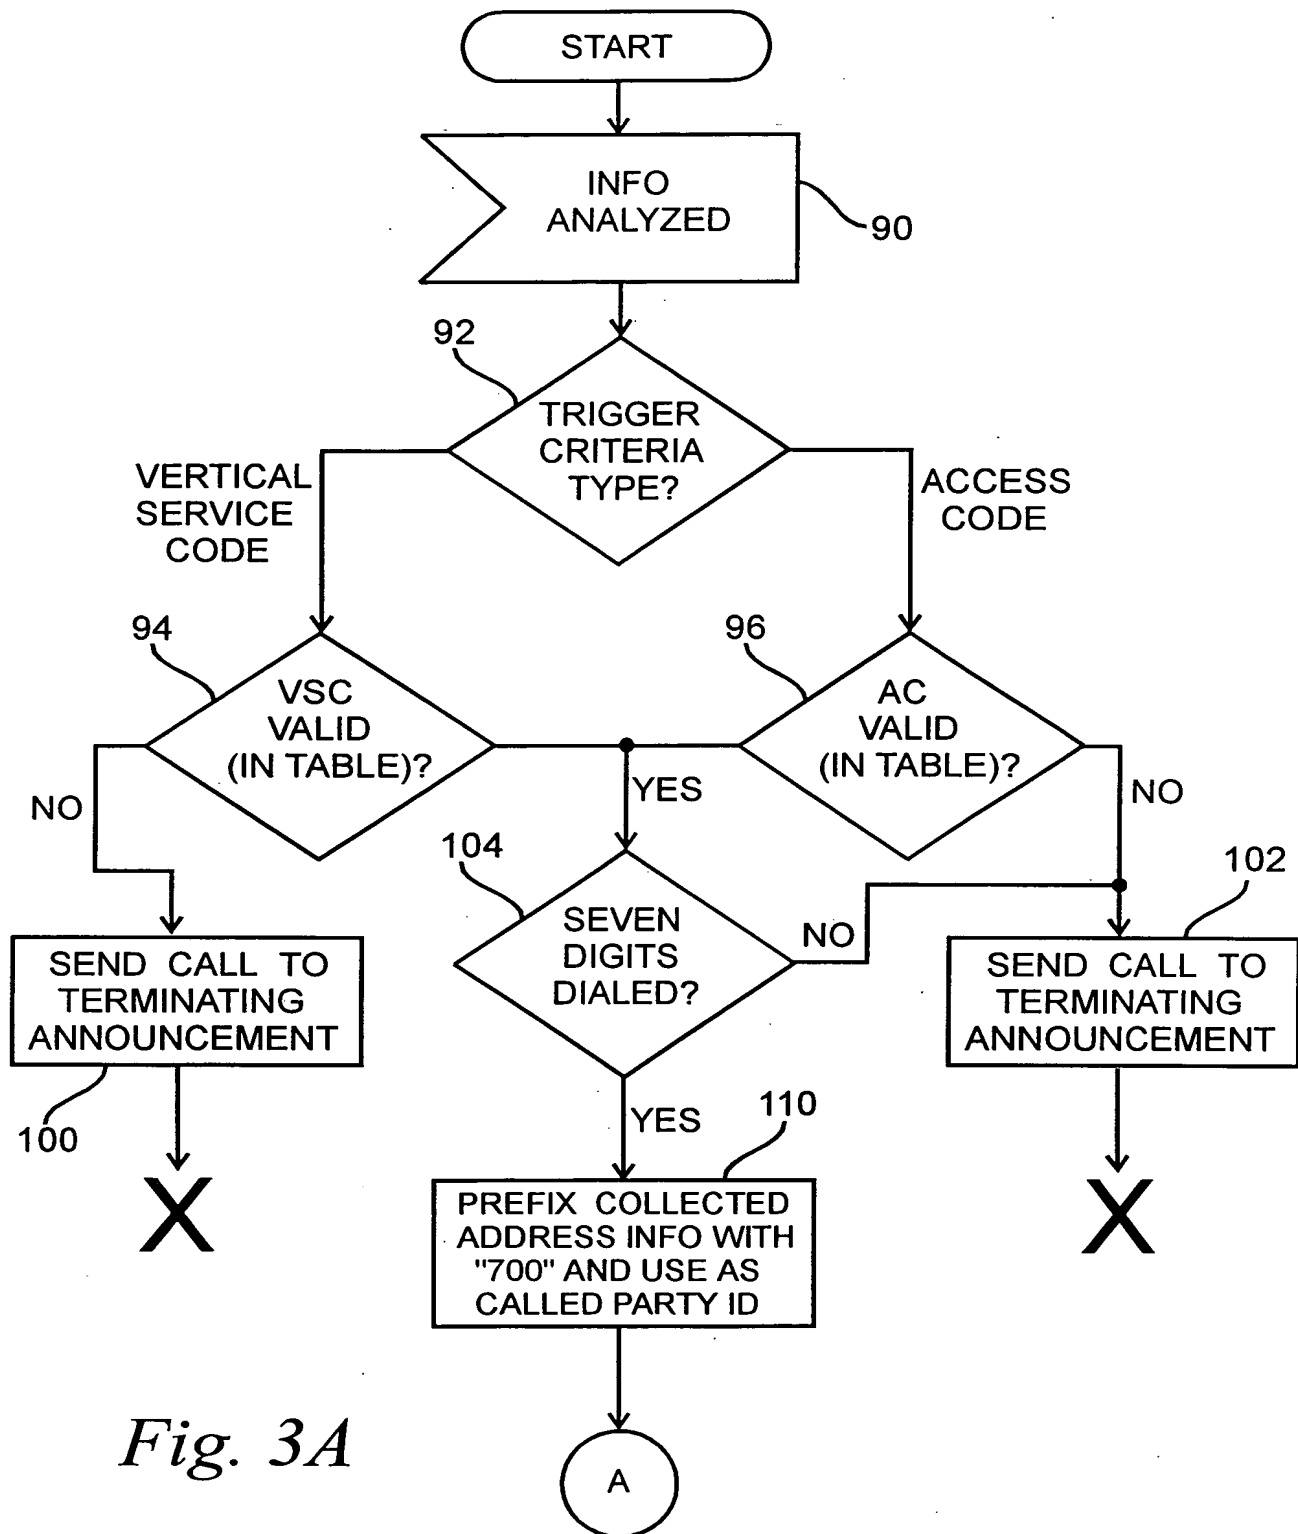 START
INFO
ANALYZED
90
92
TRIGGER
CRITERIA
TYPE?
VERTICAL
SERVICE
CODE
ACCESS
CODE
94
VSC
VALID
(IN TABLE)?
96
AC
VALID
(IN TABLE)?
NO
YES
NO
104
SEVEN
DIGITS
DIALED?
NO
102
SEND CALL TO
TERMINATING
ANNOUNCEMENT
100
SEND CALL TO
TERMINATING
ANNOUNCEMENT
YES
110
X
PREFIX COLLECTED
ADDRESS INFO WITH
"700" AND USE AS
CALLED PARTY ID
X
Fig. 3A
A